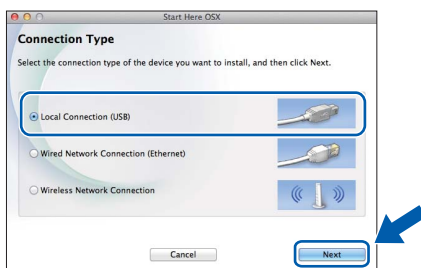 Start Here OSX
Connection Type
Select the connection type of the device you want to install, and then click Next.
Local Connection (USB)
Wired Network Connection (Ethernet)
Wireless Network Connection
Cancel
Next